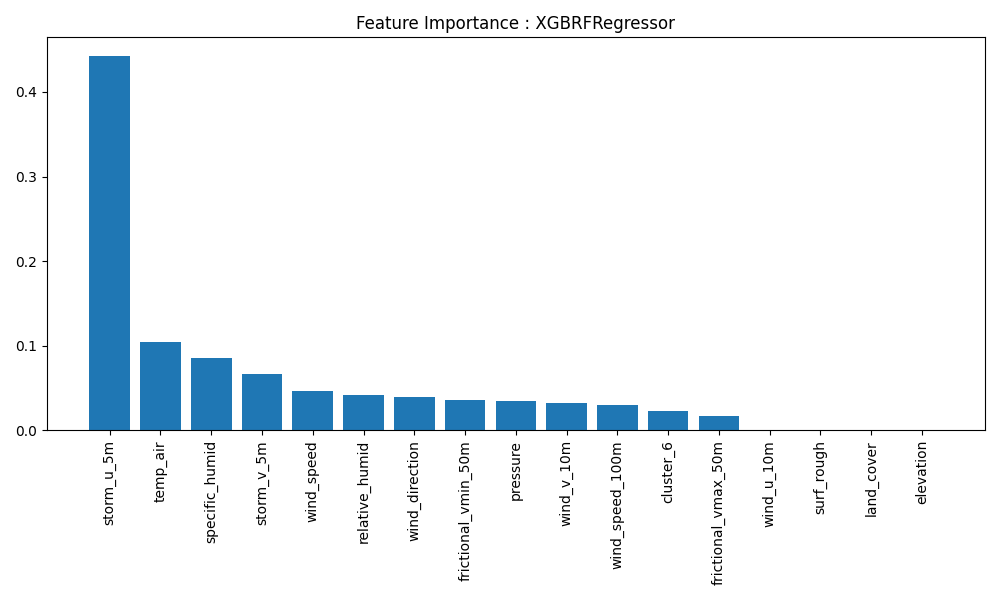 Feature Importance : XGBRFRegressor
0.4
0.3
0.2
0.1
0.0
storm_u_5m
temp_air
specific_humid
storm_v_5m
wind_speed
relative_humid
wind_direction
frictional_vmin_50m
pressure
wind_v_10m
wind_speed_100m
cluster_6
frictional_vmax_50m
wind_u_10m
surf_rough
land_cover
elevation